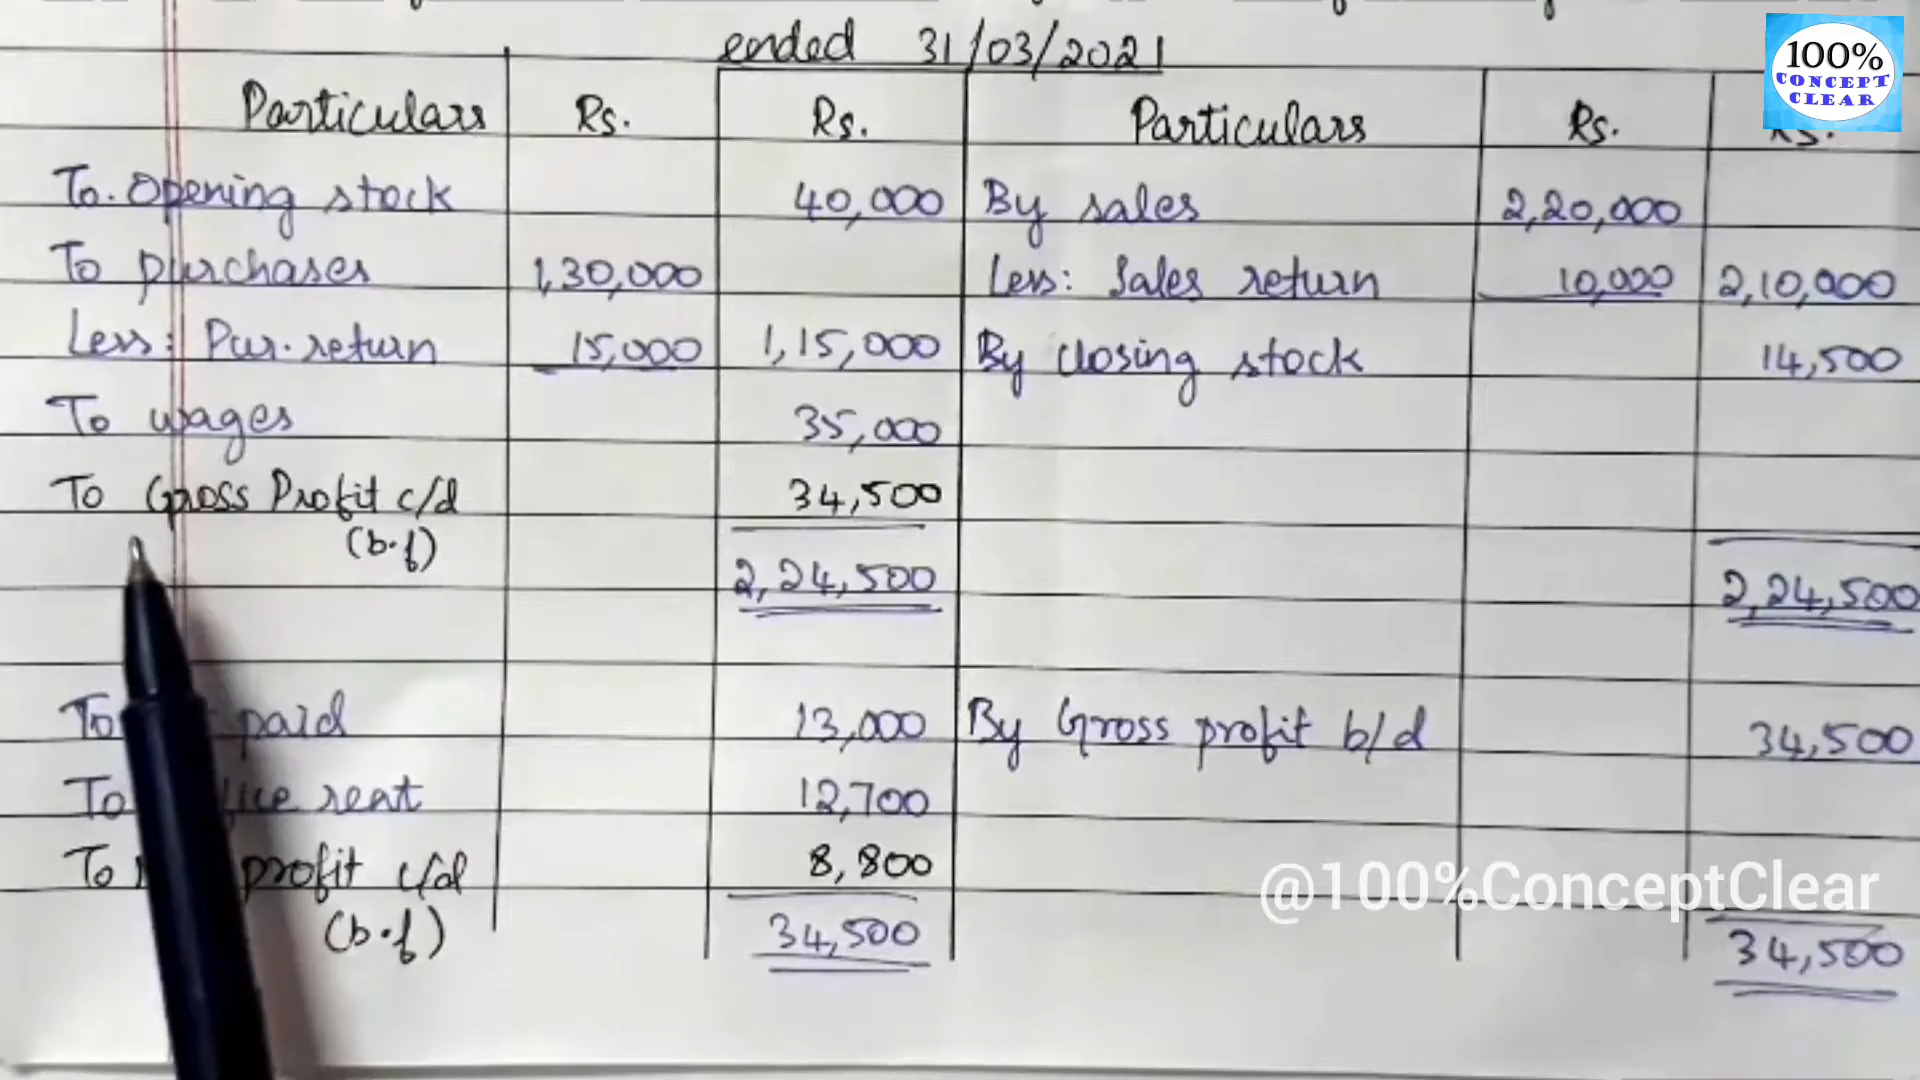 ended 31/03/2021
100%
CONCEPT
CLEAR
Particulars Rs. Rs. Particulars Rs. Rs.
To. Opening stock 40,000 By sales 2,20,000
To purchases 1,30,000 Less: Sales return 10,000 2,10,000
Less: Pur. return 15,000 1,15,000 By closing stock 14,500
To wages 35,000
To Gross Profit c/d 34,500
(b.f)
2,24,500 2,24,500
To paid 13,000 By Gross profit b/d 34,500
To rent 12,700
To profit c/d 8,800
@100%ConceptClear
(b.f) 34,500 34,500